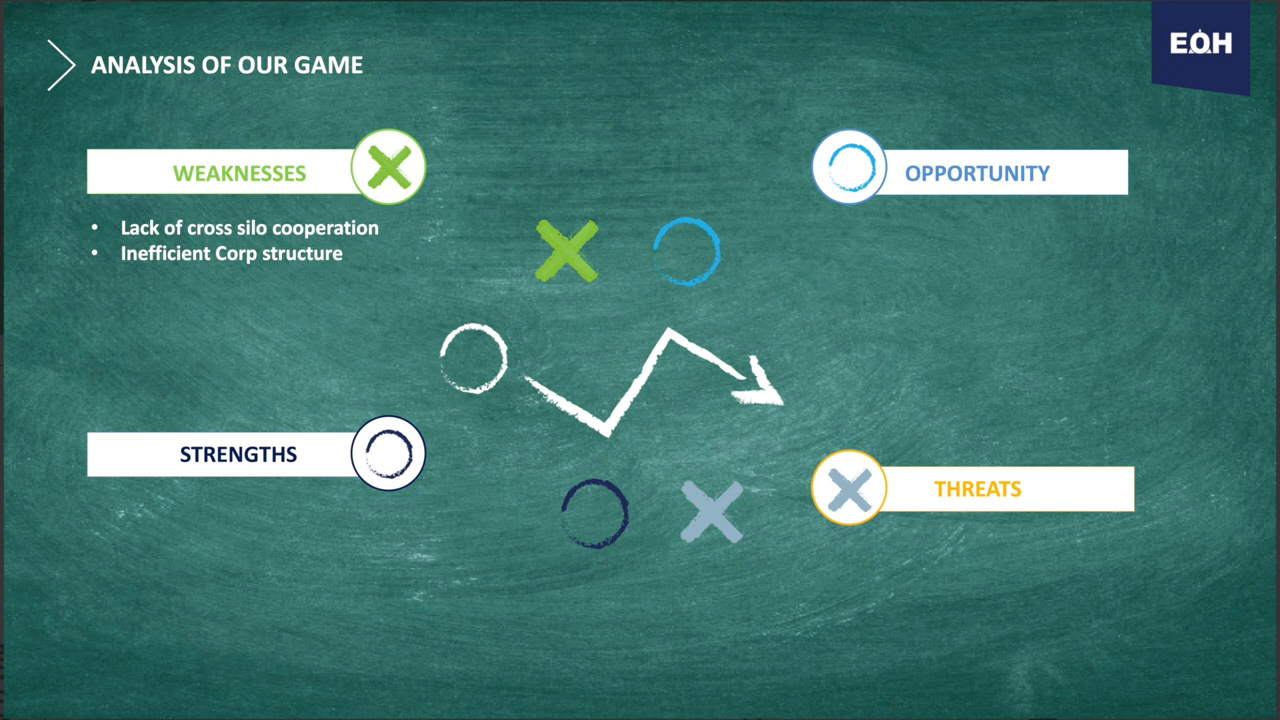 ANALYSIS OF OUR GAME
EOH
WEAKNESSES
• Lack of cross silo cooperation
• Inefficient Corp structure
OPPORTUNITY
STRENGTHS
THREATS